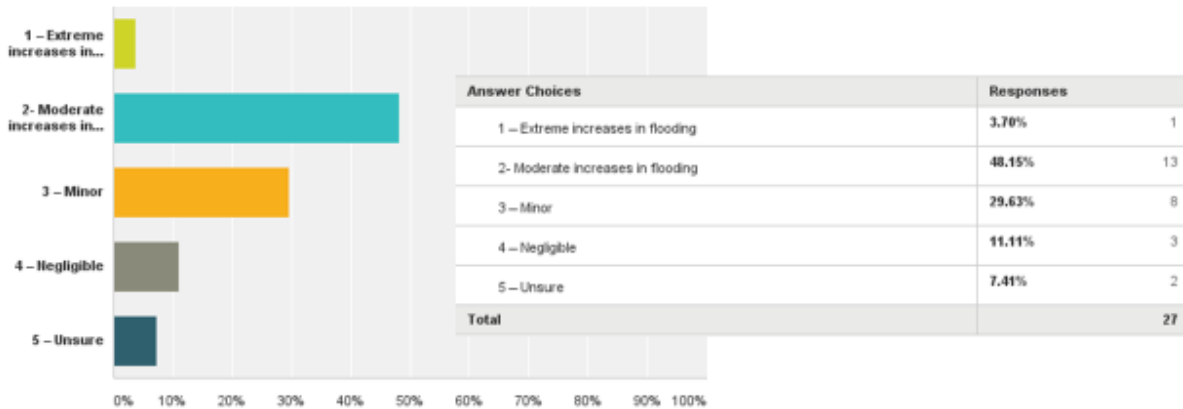 1 – Extreme
increases in...
2- Moderate
increases in...
3 – Minor
4 – Negligible
5 – Unsure
0% 10% 20% 30% 40% 50% 60% 70% 80% 90% 100%
Answer Choices Responses
1 – Extreme increases in flooding 3.70% 1
2- Moderate increases in flooding 48.15% 13
3 – Minor 29.63% 8
4 – Negligible 11.11% 3
5 – Unsure 7.41% 2
Total 27